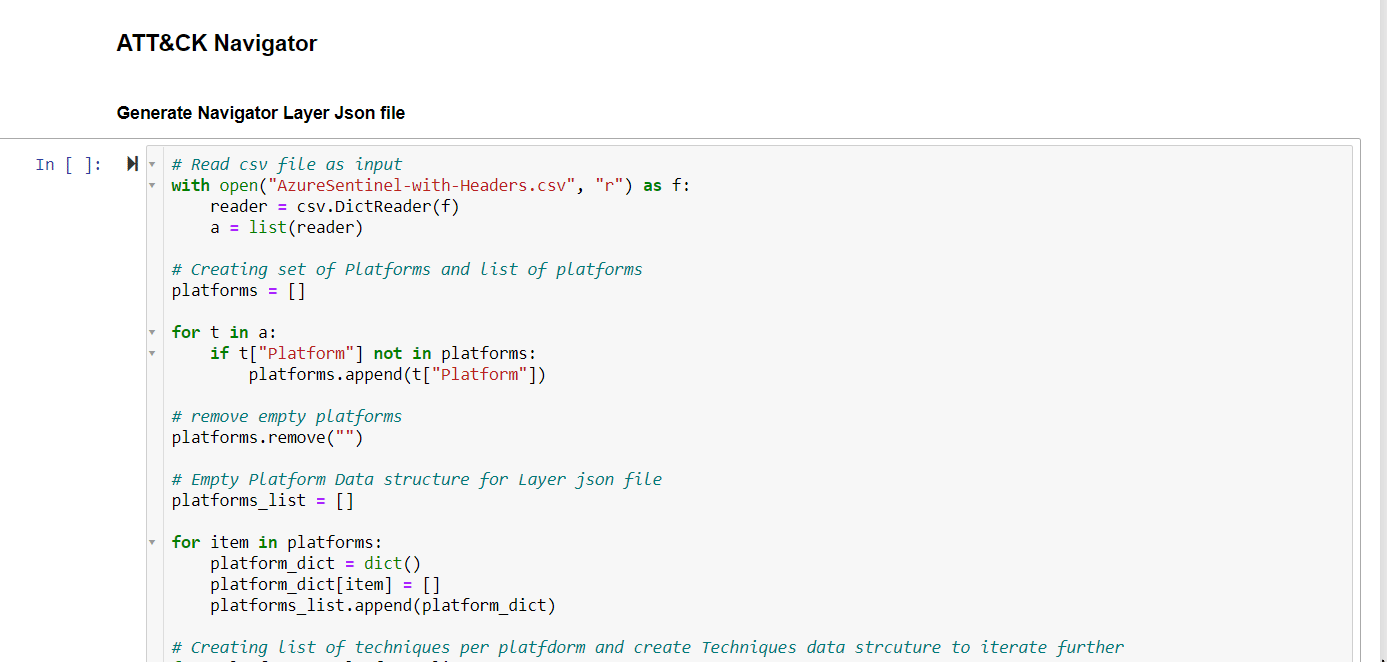 ATT&CK Navigator
Generate Navigator Layer Json file
In [ ]:
# Read csv file as input
with open("AzureSentinel-with-Headers.csv", "r") as f:
    reader = csv.DictReader(f)
    a = list(reader)
# Creating set of Platforms and list of platforms
platforms = []
for t in a:
    if t["Platform"] not in platforms:
        platforms.append(t["Platform"])
# remove empty platforms
platforms.remove("")
# Empty Platform Data structure for Layer json file
platforms_list = []
for item in platforms:
    platform_dict = dict()
    platform_dict[item] = []
    platforms_list.append(platform_dict)
# Creating list of techniques per platfdorm and create Techniques data strcuture to iterate further